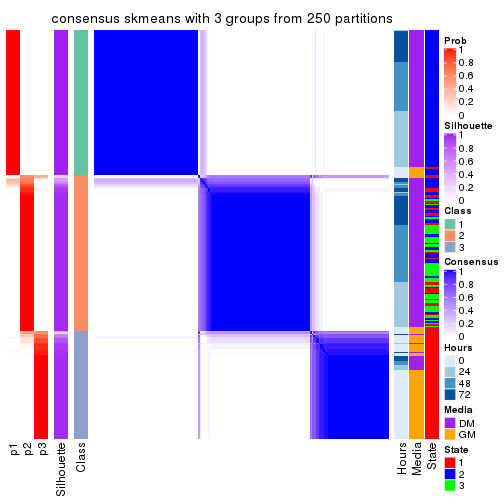 consensus skmeans with 3 groups from 250 partitions
Prob
1
0.8
0.6
0.4
0.2
0
Silhouette
1
0.8
0.6
0.4
0.2
0
Class
1
2
3
Consensus
1
0.8
0.6
0.4
0.2
0
Hours
0
24
48
72
Media
DM
GM
State
1
2
3
p1
p2
p3
Silhouette
Class
Hours
Media
State